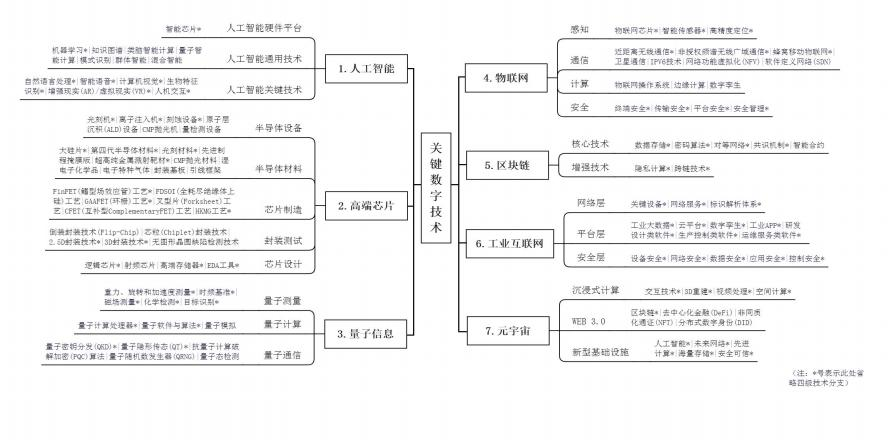 关键数字技术
1.人工智能
智能芯片*
人工智能硬件平台
机器学习*|知识图谱|类脑智能计算|量子智
能计算|模式识别|群体智能|混合智能
人工智能通用技术
自然语言处理*|智能语音*|计算机视觉*|生物特征
识别*|增强现实(AR)/虚拟现实(VR)*|人机交互*
人工智能关键技术
2.高端芯片
光刻机*|离子注入机*|刻蚀设备*|原子层
沉积(ALD)设备|CMP抛光机|量检测设备
半导体设备
大硅片*|第四代半导体材料*|光刻材料*|先进制
程掩膜版|超高纯金属溅射靶材*|CMP抛光材料|湿
电子化学品|电子特种气体|封装基板|引线框架
半导体材料
FinFET(鳍型场效应管)工艺*|FDSOI(全耗尽绝缘体上
硅)工艺|GAAFET(环栅)工艺*|叉型片(Forksheet)工
艺|CFET(互补型ComplementaryFET)工艺|HKMG工艺*
芯片制造
倒装封装技术(Flip-Chip)|芯粒(Chiplet)封装技术|
2.5D封装技术*|3D封装技术*|无图形晶圆缺陷检测技术
封装测试
逻辑芯片*|射频芯片|高端存储器*|EDA工具*
芯片设计
3.量子信息
重力、旋转和加速度测量*|时频基准*|
磁场测量*|化学检测*|目标识别*
量子测量
量子计算处理器*|量子软件与算法*|量子模拟
量子计算
量子密钥分发(QKD)*|量子隐形传态(QT)*|抗量子计算破
解加密(PQC)算法|量子随机数发生器(QRNG)|量子态检测
量子通信
4.物联网
感知
物联网芯片*|智能传感器*|高精度定位*
通信
近距离无线通信*|非授权频谱无线广域通信*|蜂窝移动物联网*|
卫星通信|IPV6技术|网络功能虚拟化(NFV)|软件定义网络(SDN)
计算
物联网操作系统|边缘计算|数字孪生
安全
终端安全*|传输安全*|平台安全*|安全管理*
5.区块链
核心技术
数据存储*|密码算法*|对等网络*|共识机制*|智能合约
增强技术
隐私计算*|跨链技术*
6.工业互联网
网络层
关键设备*|网络服务*|标识解析体系*
平台层
工业大数据*|云平台*|数字孪生*|工业APP*|研发
设计类软件*|生产控制类软件*|运维服务类软件*
安全层
设备安全*|网络安全*|数据安全*|应用安全*|控制安全*
7.元宇宙
沉浸式计算
交互技术*|3D重建*|视频处理*|空间计算*
WEB 3.0
区块链*|去中心化金融(DeFi)|非同质
化通证(NFT)|分布式数字身份(DID)
新型基础设施
人工智能*|未来网络*|先进
计算*|海量存储*|安全可信*
(注：*号表示此处省
略四级技术分支)